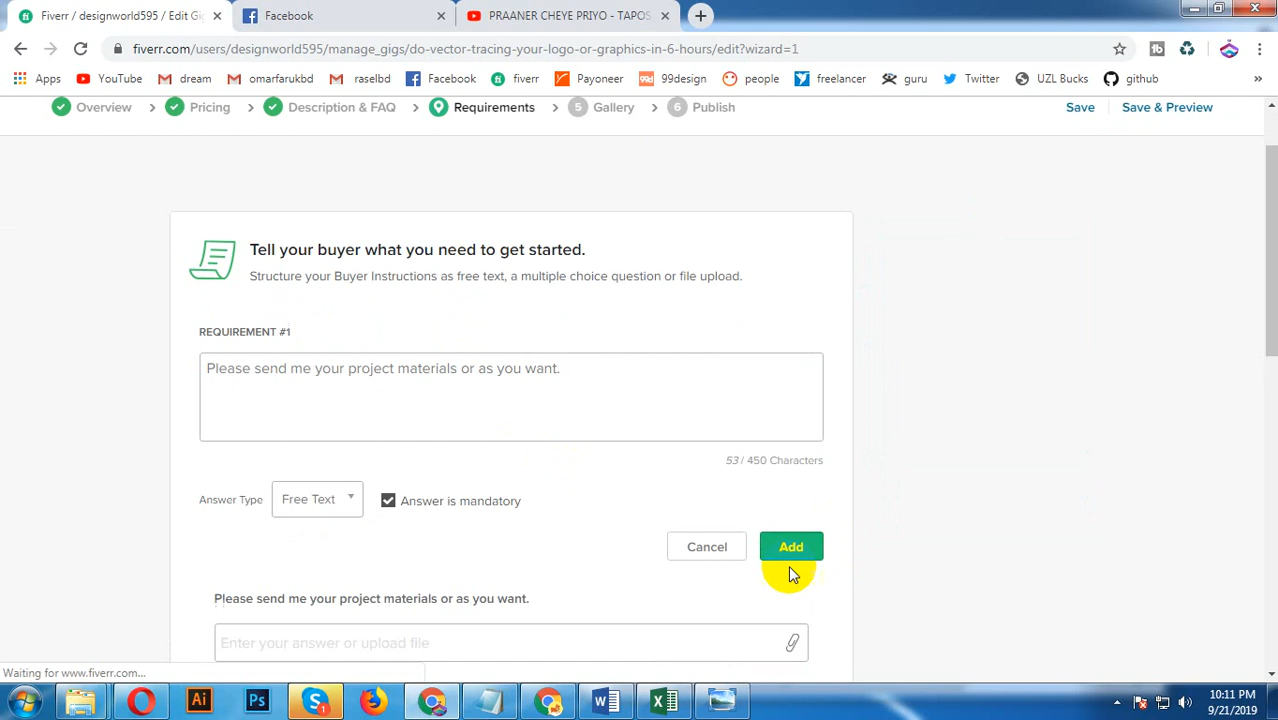 Fiverr / designworld595 / Edit Gig
Facebook
PRAANER CHEYE PRIYO - TAPOS
fiverr.com/users/designworld595/manage_gigs/do-vector-tracing-your-logo-or-graphics-in-6-hours/edit?wizard=1
Apps
YouTube
dream
omarfarukbd
raselbd
Facebook
fiverr
Payoneer
99design
people
freelancer
guru
Twitter
UZL Bucks
github
»
Overview
Pricing
Description & FAQ
Requirements
5 Gallery
6 Publish
Save
Save & Preview
Tell your buyer what you need to get started.
Structure your Buyer Instructions as free text, a multiple choice question or file upload.
REQUIREMENT #1
Please send me your project materials or as you want.
53 / 450 Characters
Answer Type
Free Text
Answer is mandatory
Cancel
Add
Please send me your project materials or as you want.
Enter your answer or upload file
Waiting for www.fiverr.com...
10:11 PM
9/21/2019